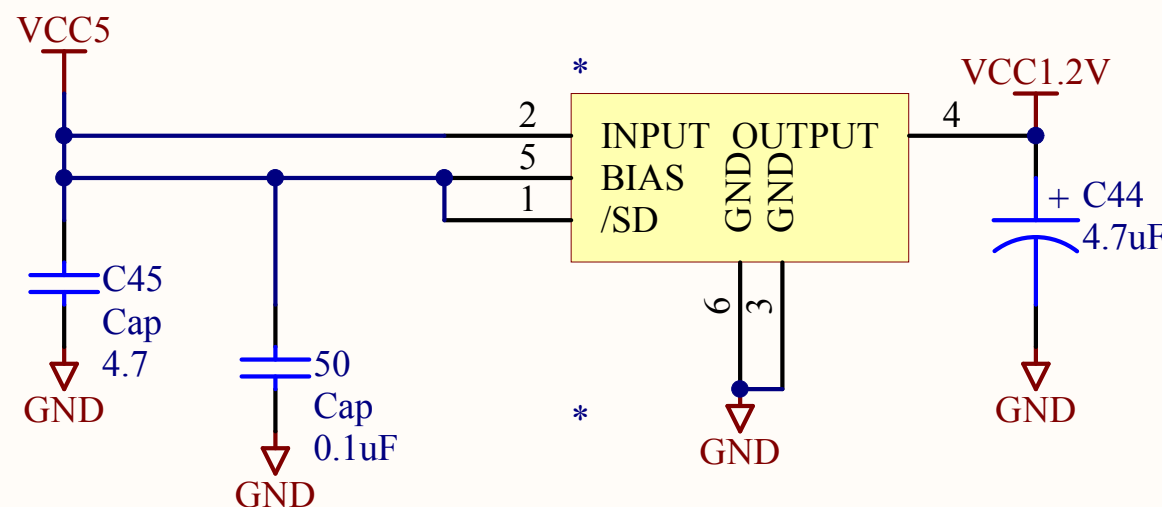 VCC5
*
VCC1.2V
2
INPUT
OUTPUT
4
5
BIAS
1
/SD
GND
GND
+ C44
4.7uF
6
3
C45
Cap
4.7
GND
50
Cap
0.1uF
GND
*
GND
GND